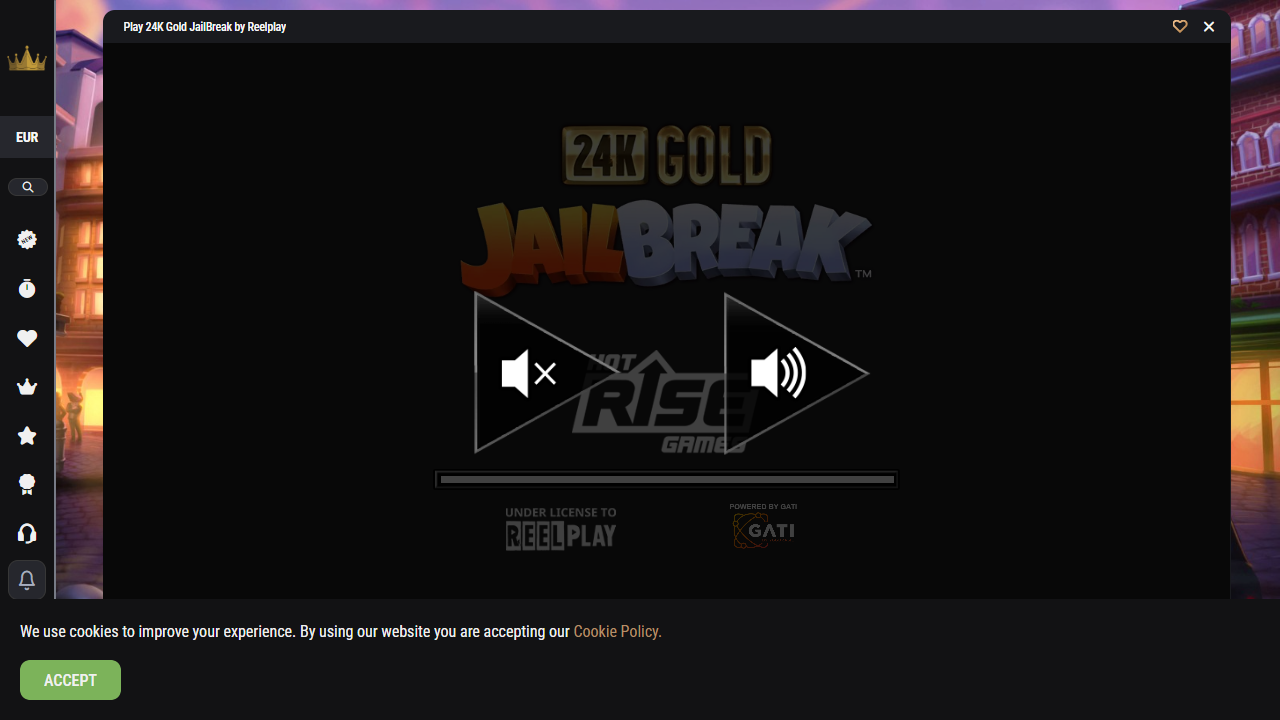 Play 24K Gold JailBreak by Reelplay
EUR
NEW
24K GOLD
JAILBREAK™
HOT
RISE
GAMES
UNDER LICENSE TO
REELPLAY
POWERED BY GATI
GATI
We use cookies to improve your experience. By using our website you are accepting our Cookie Policy.
ACCEPT